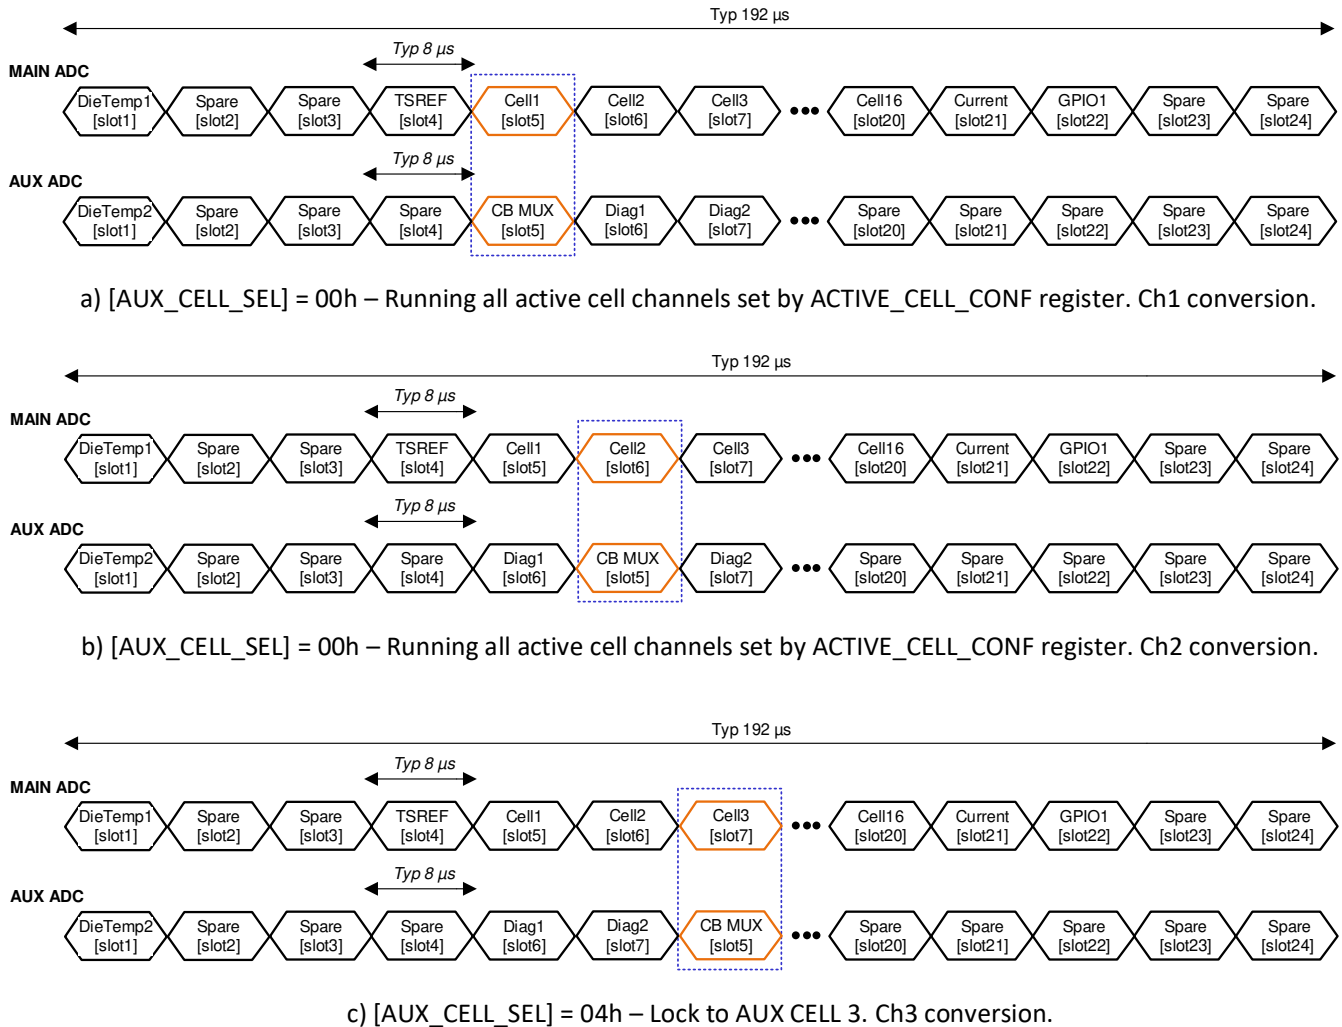 Typ 192 µs
Typ 8 µs
MAIN ADC
DieTemp1 [slot1] Spare [slot2] Spare [slot3] TSREF [slot4] Cell1 [slot5] Cell2 [slot6] Cell3 [slot7] ••• Cell16 [slot20] Current [slot21] GPIO1 [slot22] Spare [slot23] Spare [slot24]
Typ 8 µs
AUX ADC
DieTemp2 [slot1] Spare [slot2] Spare [slot3] Spare [slot4] CB MUX [slot5] Diag1 [slot6] Diag2 [slot7] ••• Spare [slot20] Spare [slot21] Spare [slot22] Spare [slot23] Spare [slot24]
a) [AUX_CELL_SEL] = 00h – Running all active cell channels set by ACTIVE_CELL_CONF register. Ch1 conversion.
Typ 192 µs
Typ 8 µs
MAIN ADC
DieTemp1 [slot1] Spare [slot2] Spare [slot3] TSREF [slot4] Cell1 [slot5] Cell2 [slot6] Cell3 [slot7] ••• Cell16 [slot20] Current [slot21] GPIO1 [slot22] Spare [slot23] Spare [slot24]
Typ 8 µs
AUX ADC
DieTemp2 [slot1] Spare [slot2] Spare [slot3] Spare [slot4] Diag1 [slot6] CB MUX [slot5] Diag2 [slot7] ••• Spare [slot20] Spare [slot21] Spare [slot22] Spare [slot23] Spare [slot24]
b) [AUX_CELL_SEL] = 00h – Running all active cell channels set by ACTIVE_CELL_CONF register. Ch2 conversion.
Typ 192 µs
Typ 8 µs
MAIN ADC
DieTemp1 [slot1] Spare [slot2] Spare [slot3] TSREF [slot4] Cell1 [slot5] Cell2 [slot6] Cell3 [slot7] ••• Cell16 [slot20] Current [slot21] GPIO1 [slot22] Spare [slot23] Spare [slot24]
Typ 8 µs
AUX ADC
DieTemp2 [slot1] Spare [slot2] Spare [slot3] Spare [slot4] Diag1 [slot6] Diag2 [slot7] CB MUX [slot5] ••• Spare [slot20] Spare [slot21] Spare [slot22] Spare [slot23] Spare [slot24]
c) [AUX_CELL_SEL] = 04h – Lock to AUX CELL 3. Ch3 conversion.